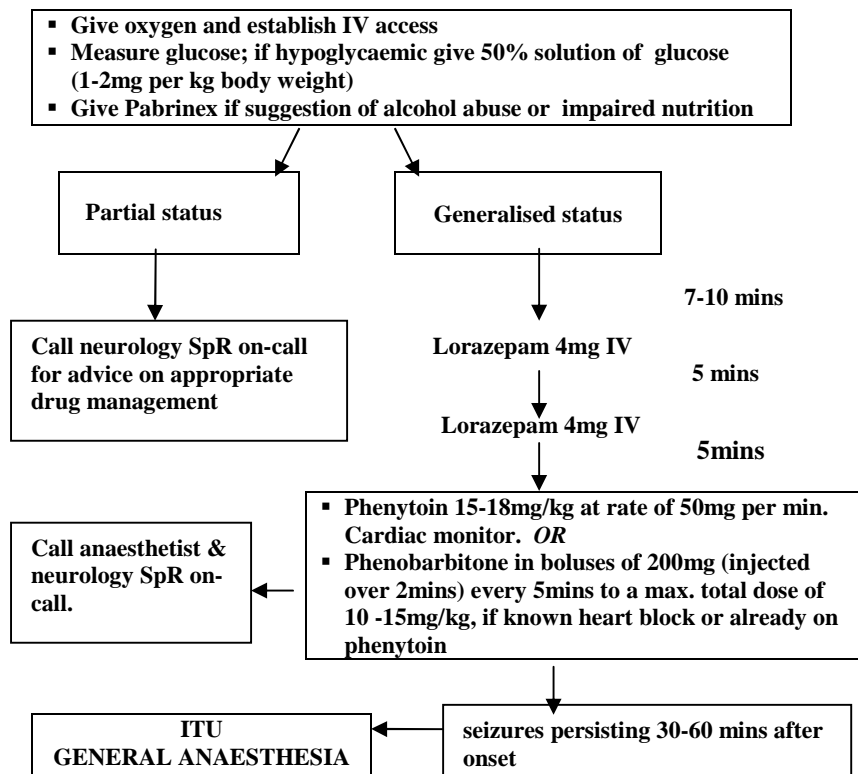 ▪ Give oxygen and establish IV access
▪ Measure glucose; if hypoglycaemic give 50% solution of glucose
(1-2mg per kg body weight)
▪ Give Pabrinex if suggestion of alcohol abuse or impaired nutrition
Partial status
Generalised status
7-10 mins
Call neurology SpR on-call
for advice on appropriate
drug management
Lorazepam 4mg IV
5 mins
Lorazepam 4mg IV
5mins
▪ Phenytoin 15-18mg/kg at rate of 50mg per min.
Cardiac monitor. OR
▪ Phenobarbitone in boluses of 200mg (injected
over 2mins) every 5mins to a max. total dose of
10 -15mg/kg, if known heart block or already on
phenytoin
Call anaesthetist &
neurology SpR on-
call.
ITU
GENERAL ANAESTHESIA
seizures persisting 30-60 mins after
onset